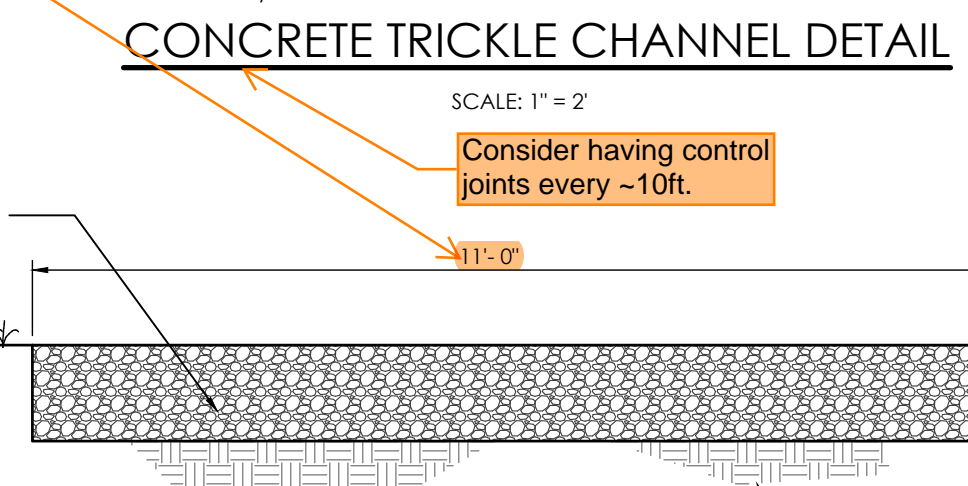 CONCRETE TRICKLE CHANNEL DETAIL
SCALE: 1" = 2'
Consider having control
joints every ~10ft.
11'- 0"